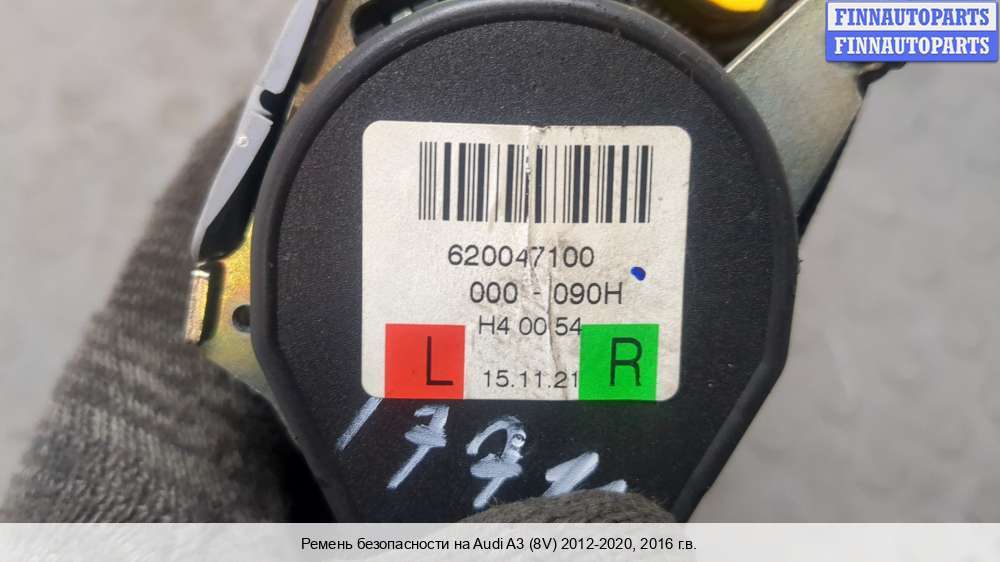 FINNAUTOPARTS
FINNAUTOPARTS
620047100
000 - 090H
H4 00 54
L
15.11.21
R
Ремень безопасности на Audi A3 (8V) 2012-2020, 2016 г.в.